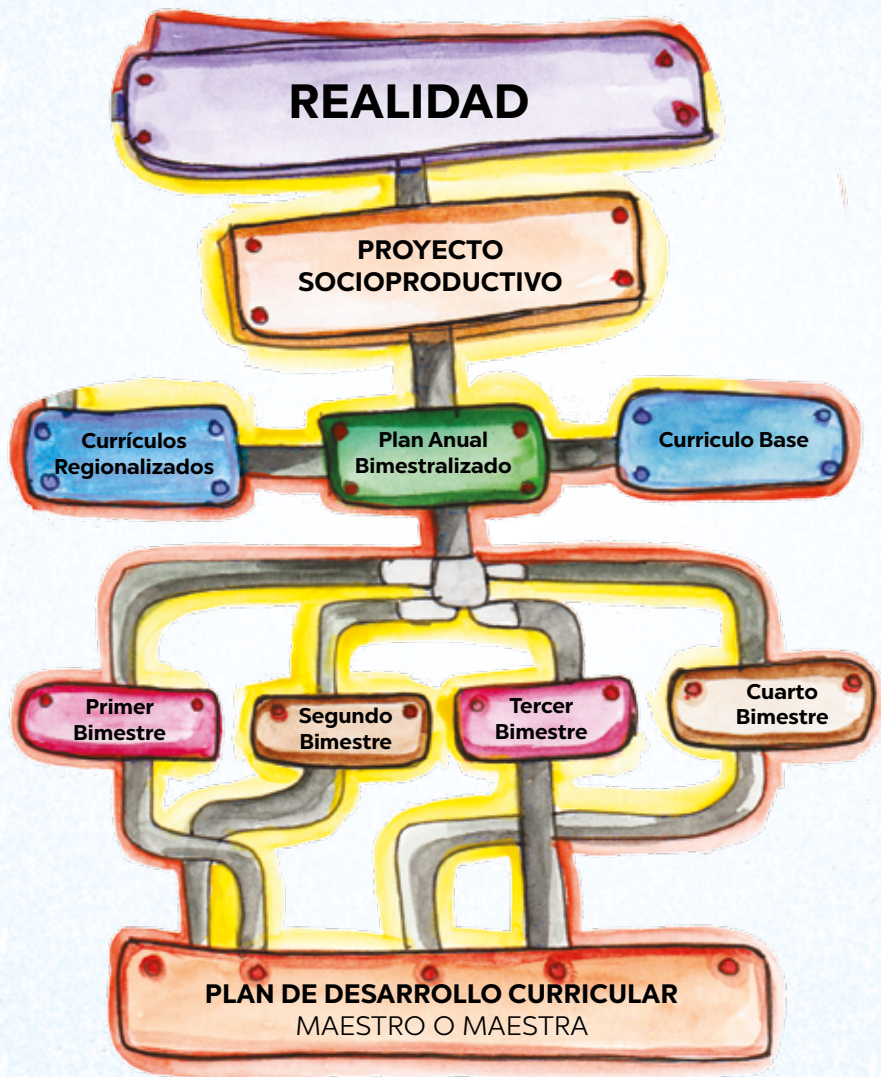 REALIDAD
PROYECTO
SOCIOPRODUCTIVO
Currículos
Regionalizados
Plan Anual
Bimestralizado
Curriculo Base
Primer
Bimestre
Segundo
Bimestre
Tercer
Bimestre
Cuarto
Bimestre
PLAN DE DESARROLLO CURRICULAR
MAESTRO O MAESTRA